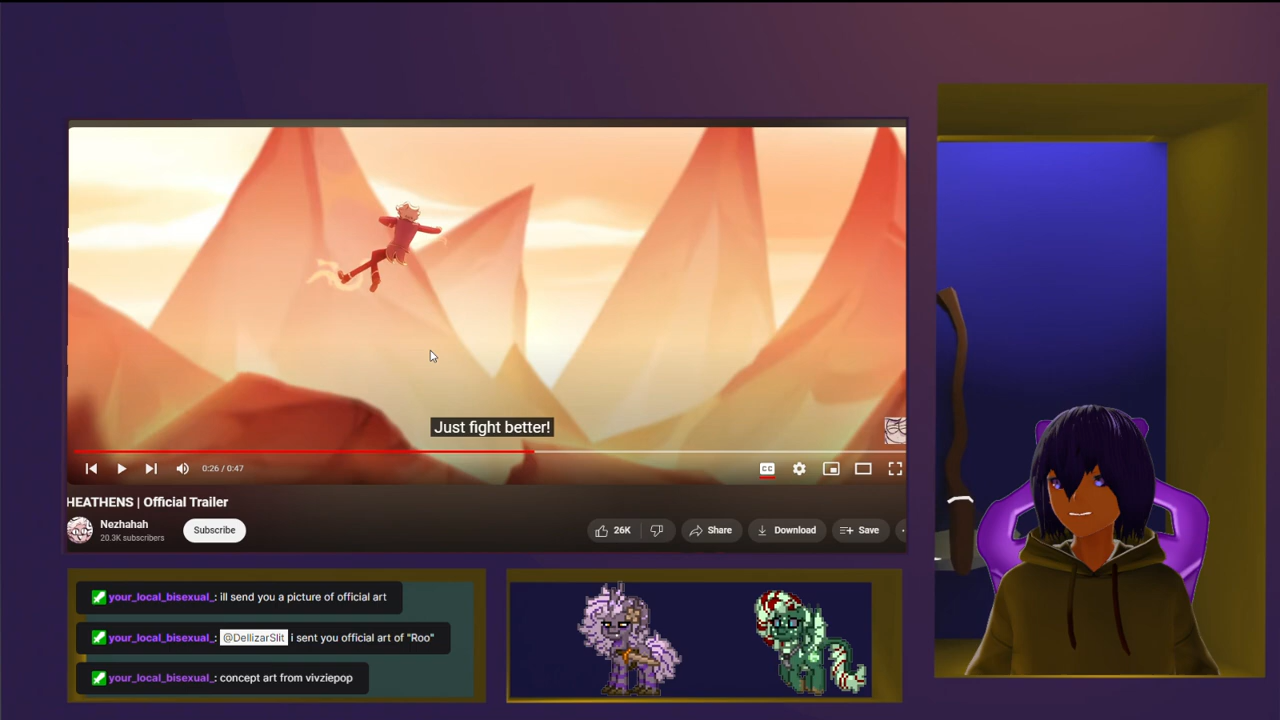 Just fight better!
0:26 / 0:47
CC
HEATHENS | Official Trailer
Nezhahah
20.3K subscribers
Subscribe
26K
Share
Download
Save
your_local_bisexual_: ill send you a picture of official art
your_local_bisexual_: @DellizarSlit i sent you official art of "Roo"
your_local_bisexual_: concept art from vivziepop